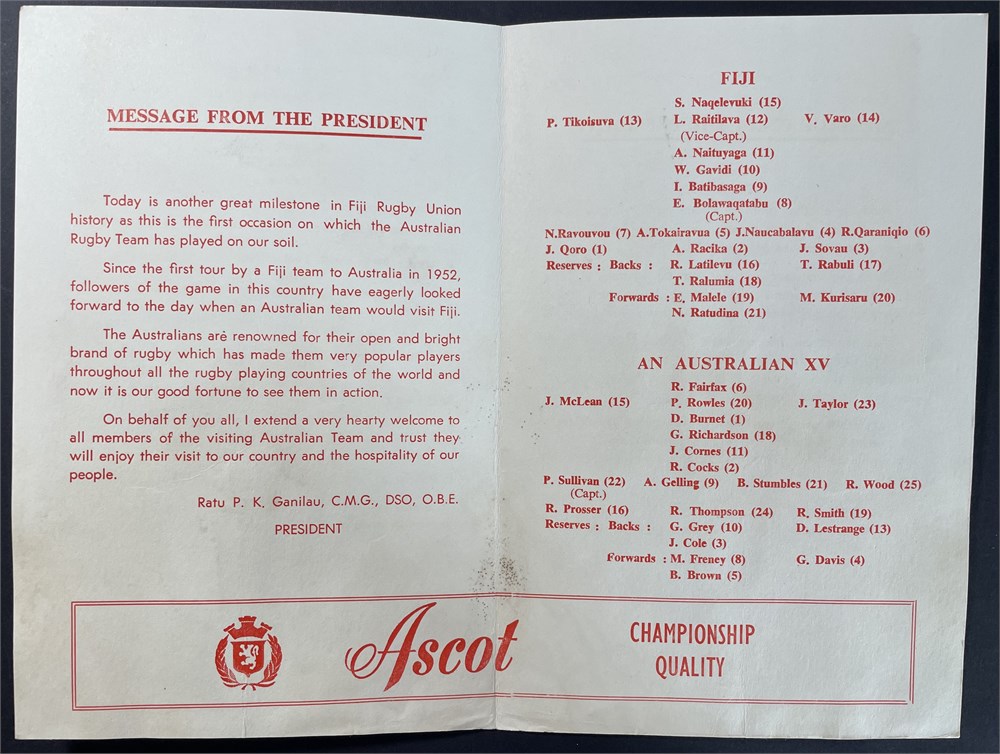 MESSAGE FROM THE PRESIDENT
Today is another great milestone in Fiji Rugby Union
history as this is the first occasion on which the Australian
Rugby Team has played on our soil.
Since the first tour by a Fiji team to Australia in 1952,
followers of the game in this country have eagerly looked
forward to the day when an Australian team would visit Fiji.
The Australians are renowned for their open and bright
brand of rugby which has made them very popular players
throughout all the rugby playing countries of the world and
now it is our good fortune to see them in action.
On behalf of you all, I extend a very hearty welcome to
all members of the visiting Australian Team and trust they
will enjoy their visit to our country and the hospitality of our
people.
Ratu P. K. Ganilau, C.M.G., DSO, O.B.E.
PRESIDENT
FIJI
S. Naqelevuki (15)
P. Tikoisuva (13) L. Raitilava (12) V. Varo (14)
(Vice-Capt.)
A. Naituyaga (11)
W. Gavidi (10)
I. Batibasaga (9)
E. Bolawaqatabu (8)
(Capt.)
N.Ravouvou (7) A.Tokairavua (5) J.Naucabalavu (4) R.Qaraniqio (6)
J. Qoro (1) A. Racika (2) J. Sovau (3)
Reserves : Backs : R. Latilevu (16) T. Rabuli (17)
T. Ralumia (18)
Forwards : E. Malele (19) M. Kurisaru (20)
N. Ratudina (21)
AN AUSTRALIAN XV
R. Fairfax (6)
J. McLean (15) P. Rowles (20) J. Taylor (23)
D. Burnet (1)
G. Richardson (18)
J. Cornes (11)
R. Cocks (2)
P. Sullivan (22) A. Gelling (9) B. Stumbles (21) R. Wood (25)
(Capt.)
R. Prosser (16) R. Thompson (24) R. Smith (19)
Reserves : Backs : G. Grey (10) D. Lestrange (13)
J. Cole (3)
Forwards : M. Freney (8) G. Davis (4)
B. Brown (5)
Ascot
CHAMPIONSHIP
QUALITY